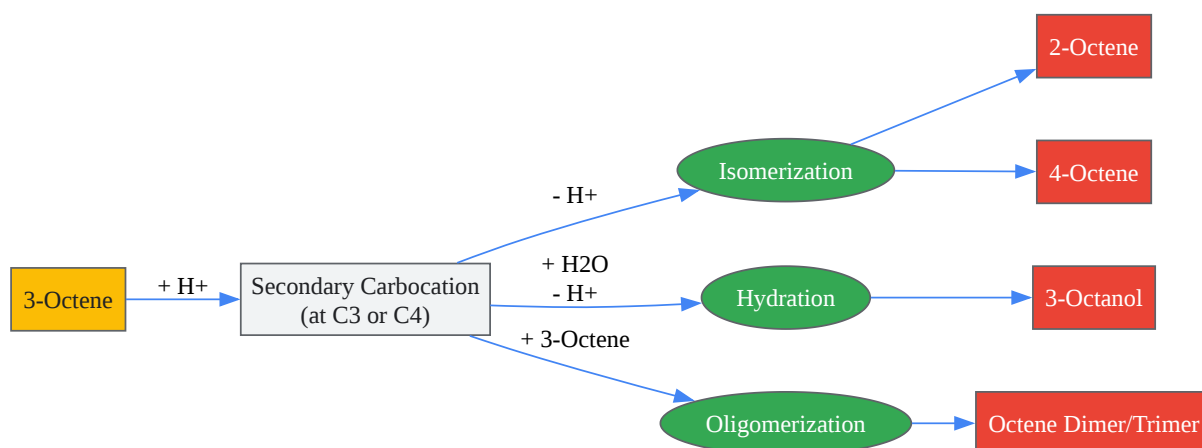 2-Octene
Isomerization
4-Octene
- H+
3-Octene
+ H+
Secondary Carbocation
(at C3 or C4)
+ H2O
- H+
Hydration
3-Octanol
+ 3-Octene
Oligomerization
Octene Dimer/Trimer